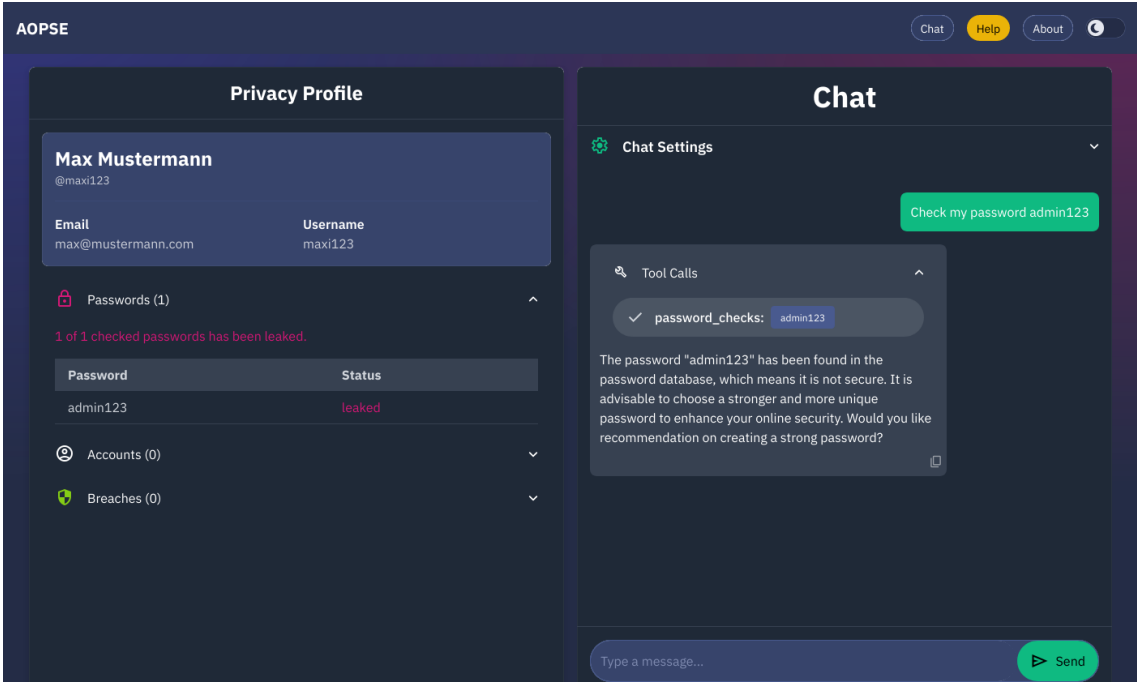 AOPSE
Chat
Help
About
Privacy Profile
Max Mustermann
@maxi123
Email
Username
max@mustermann.com
maxi123
Passwords (1)
1 of 1 checked passwords has been leaked.
Password
Status
admin123
leaked
Accounts (0)
Breaches (0)
Chat
Chat Settings
Check my password admin123
Tool Calls
password_checks: admin123
The password "admin123" has been found in the
password database, which means it is not secure. It is
advisable to choose a stronger and more unique
password to enhance your online security. Would you like
recommendation on creating a strong password?
Type a message...
Send